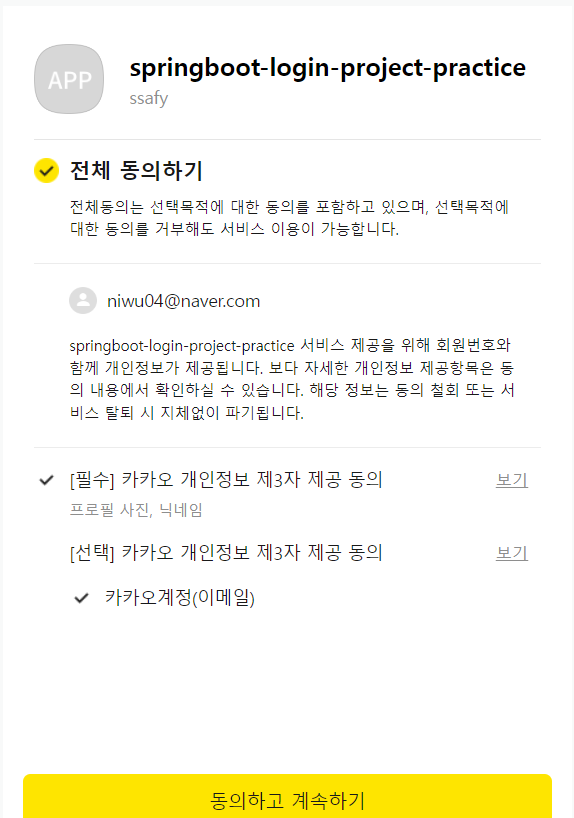 APP
springboot-login-project-practice
ssafy
전체 동의하기
전체동의는 선택목적에 대한 동의를 포함하고 있으며, 선택목적에
대한 동의를 거부해도 서비스 이용이 가능합니다.
niwu04@naver.com
springboot-login-project-practice 서비스 제공을 위해 회원번호와
함께 개인정보가 제공됩니다. 보다 자세한 개인정보 제공항목은 동
의 내용에서 확인하실 수 있습니다. 해당 정보는 동의 철회 또는 서
비스 탈퇴 시 지체없이 파기됩니다.
[필수] 카카오 개인정보 제3자 제공 동의 보기
프로필 사진, 닉네임
[선택] 카카오 개인정보 제3자 제공 동의 보기
카카오계정(이메일)
동의하고 계속하기